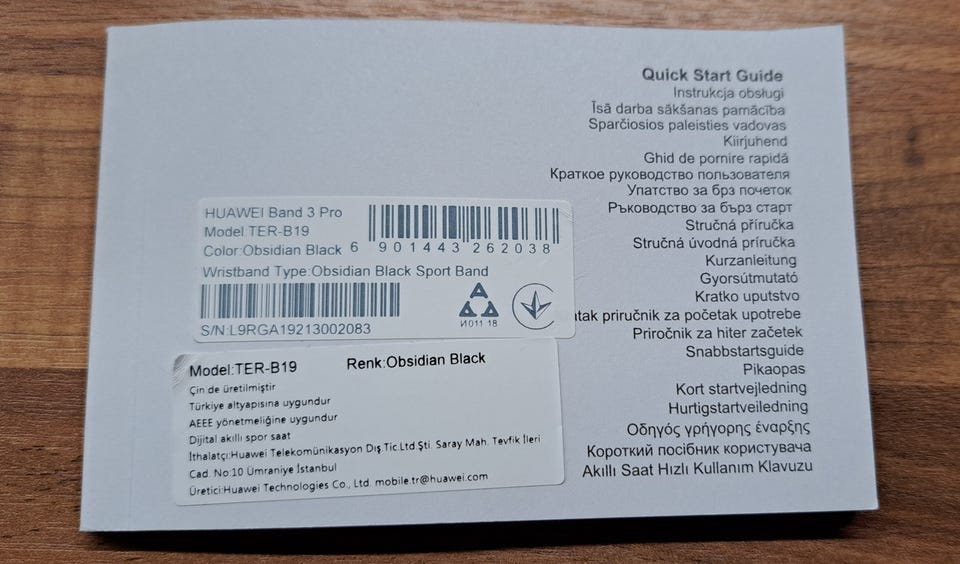 Quick Start Guide
Instrukcja obsługi
Īsā darba sākšanas pamācība
Sparčiosios paleisties vadovas
Kiirjuhend
Ghid de pornire rapidă
Краткое руководство пользователя
Упатство за брз почеток
Ръководство за бърз старт
Stručná příručka
Stručná úvodná príručka
Kurzanleitung
Gyorsútmutató
Kratko uputstvo
atak priručnik za početak upotrebe
Priročnik za hiter začetek
Snabbstartsguide
Pikaopas
Kort startvejledning
Hurtigstartveiledning
Οδηγός γρήγορης έναρξης
Короткий посібник користувача
Akıllı Saat Hızlı Kullanım Klavuzu
HUAWEI Band 3 Pro
Model:TER-B19
Color:Obsidian Black
6 901443 262038
Wristband Type:Obsidian Black Sport Band
S/N:L9RGA19213002083
И011 18
Model:TER-B19 Renk:Obsidian Black
Çin de üretilmiştir
Türkiye altyapısına uygundur
AEEE yönetmeliğine uygundur
Dijital akıllı spor saat
İthalatçı:Huawei Telekomünikasyon Dış Tic.Ltd.Şti. Saray Mah. Tevfik İleri
Cad. No:10 Ümraniye İstanbul
Üretici:Huawei Technologies Co., Ltd. mobile.tr@huawei.com